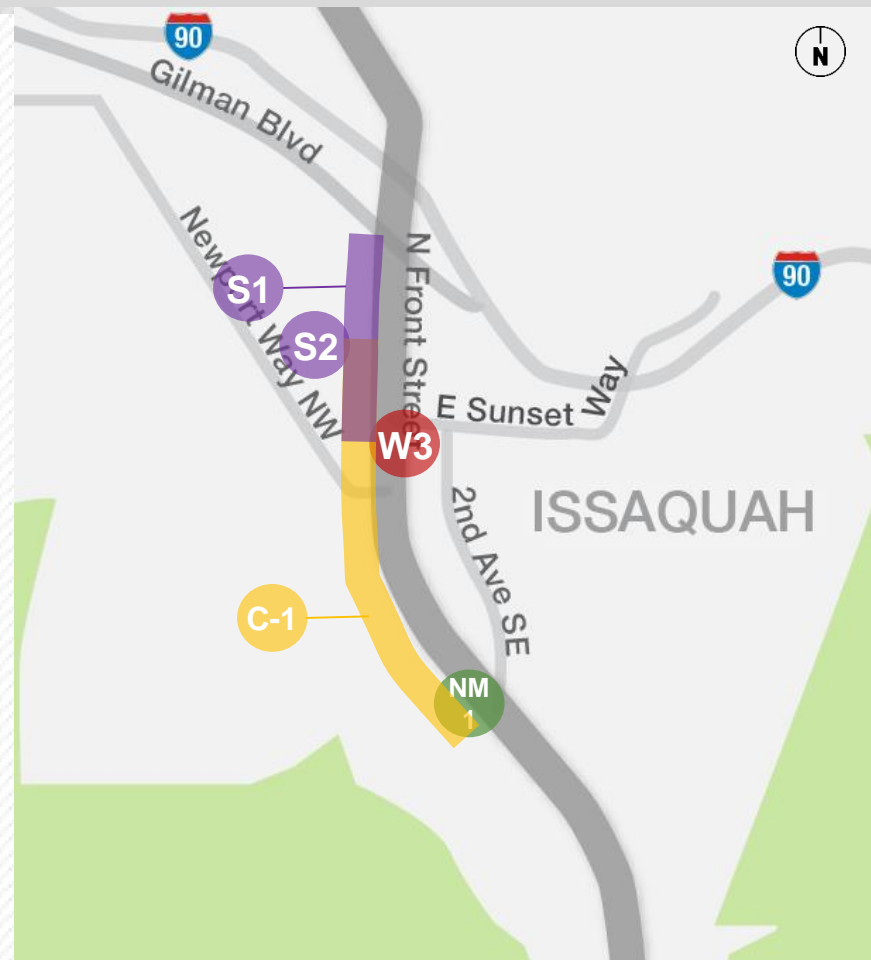 90
N
Gilman Blvd
Newport Way NW
N Front Street
S1
90
S2
E Sunset Way
W3
2nd Ave SE
ISSAQUAH
C-1
NM
1